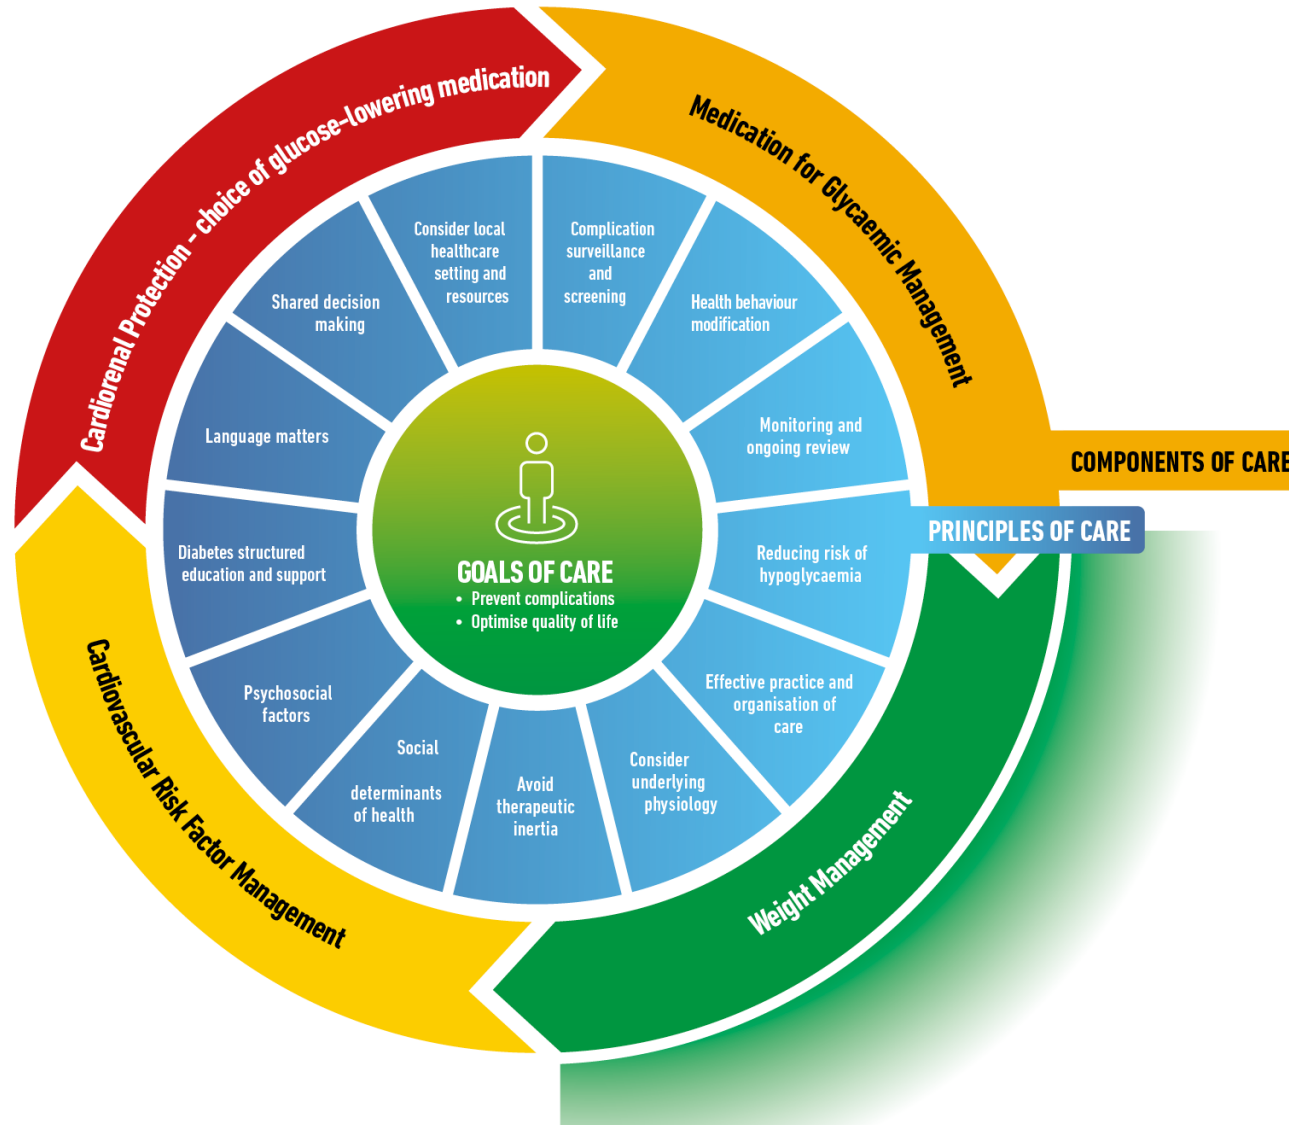 Cardiorenal Protection - choice of glucose-lowering medication
Medication for Glycaemic Management
Consider local
healthcare
setting and
resources
Complication
surveillance
and
screening
Health behaviour
modification
Monitoring and
ongoing review
Reducing risk of
hypoglycaemia
Effective practice and
organisation of
care
Consider
underlying
physiology
Avoid
therapeutic
inertia
Social
determinants
of health
Psychosocial
factors
Diabetes structured
education and support
Language matters
Shared decision
making
COMPONENTS OF CARE
PRINCIPLES OF CARE
GOALS OF CARE
• Prevent complications
• Optimise quality of life
Weight Management
Cardiovascular Risk Factor Management